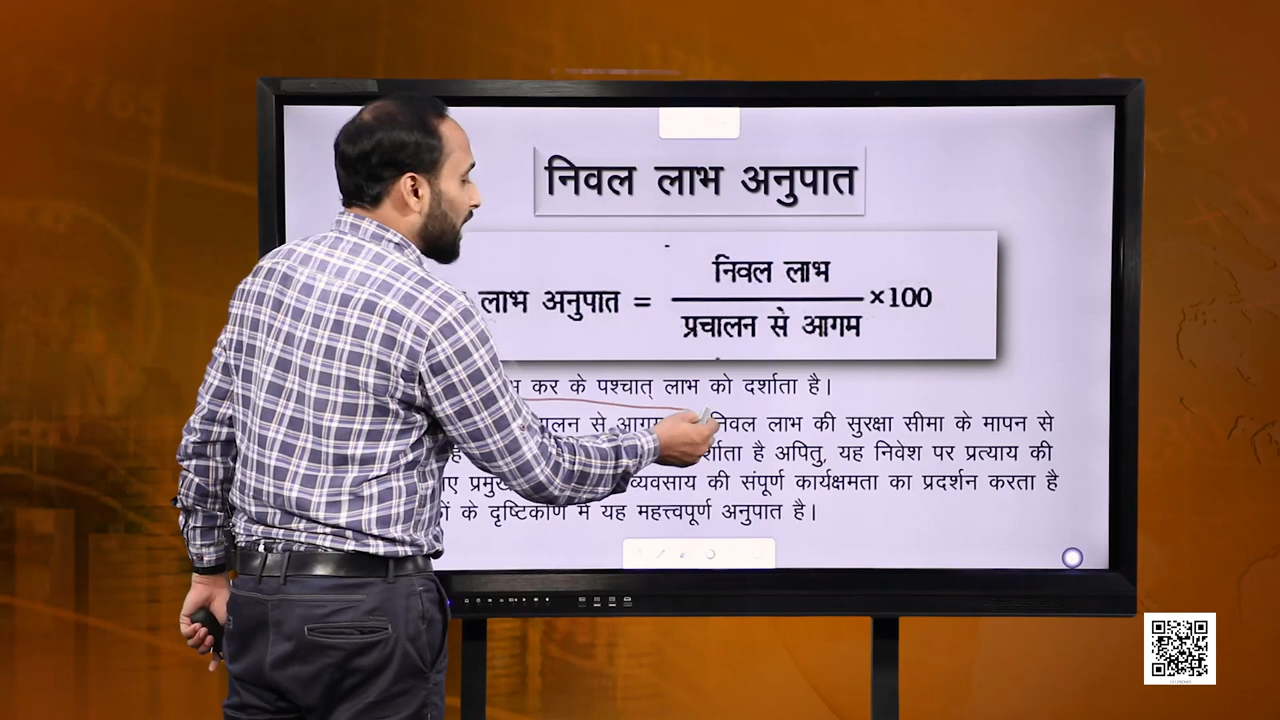 निवल लाभ अनुपात
निवल लाभ
लाभ अनुपात = ×100
प्रचालन से आगम
कर के पश्चात् लाभ को दर्शाता है।
से निवल लाभ की सुरक्षा सीमा के मापन से
है अपितु, यह निवेश पर प्रत्याय की
व्यवसाय की संपूर्ण कार्यक्षमता का प्रदर्शन करता है
के दृष्टिकोण में यह महत्त्वपूर्ण अनुपात है।